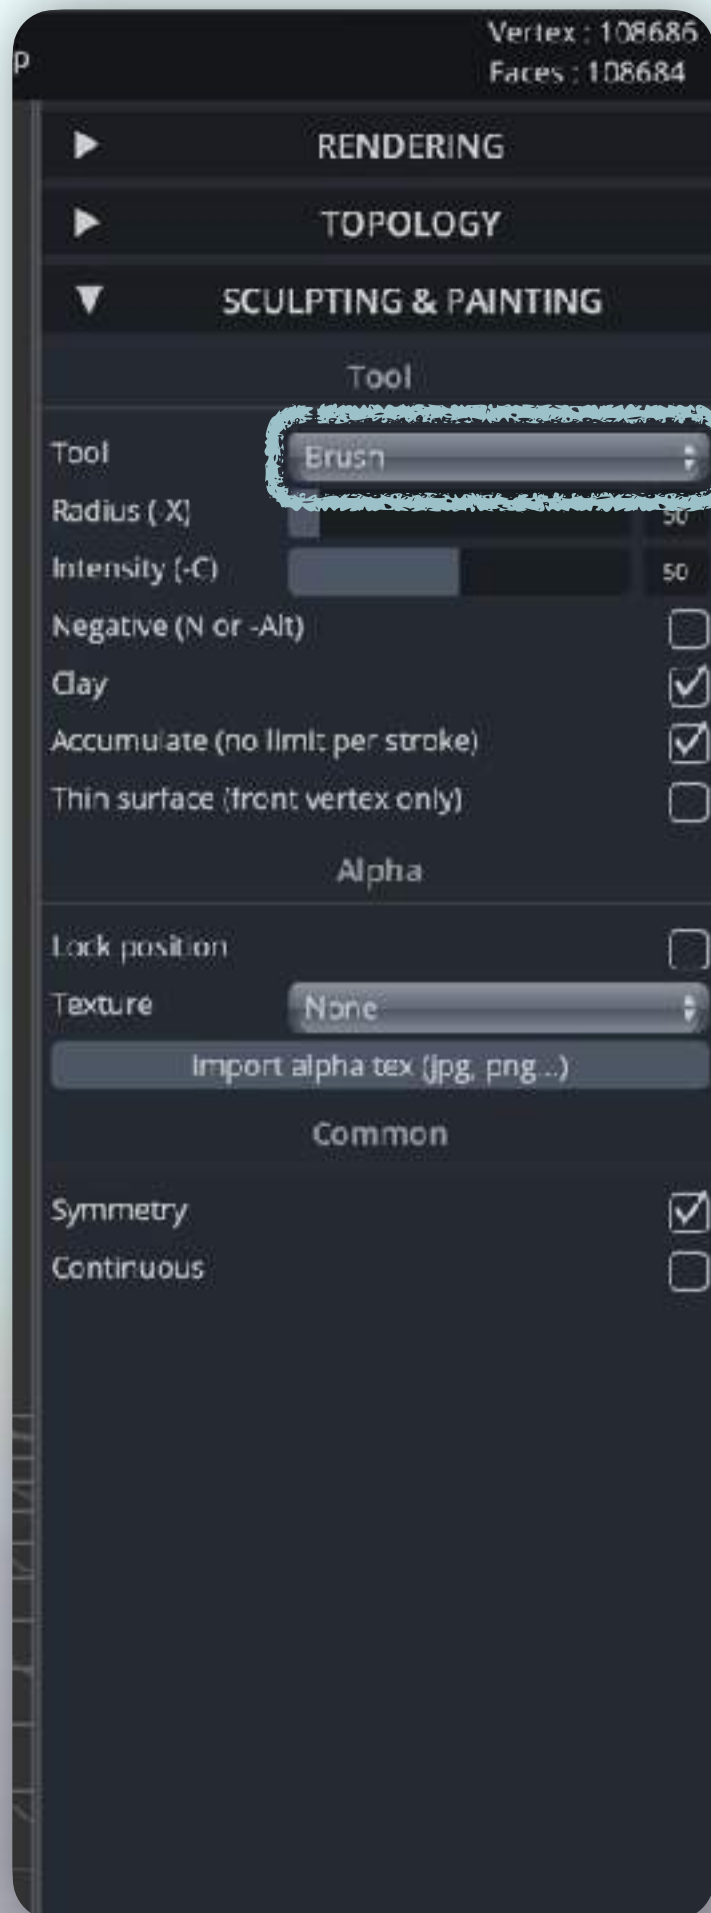 p
Vertex : 108686
Faces : 108684
RENDERING
TOPOLOGY
SCULPTING & PAINTING
Tool
Tool Brush
Radius (-X) 50
Intensity (-C) 50
Negative (N or -Alt)
Clay
Accumulate (no limit per stroke)
Thin surface (front vertex only)
Alpha
Lock position
Texture None
Import alpha tex (jpg, png...)
Common
Symmetry
Continuous